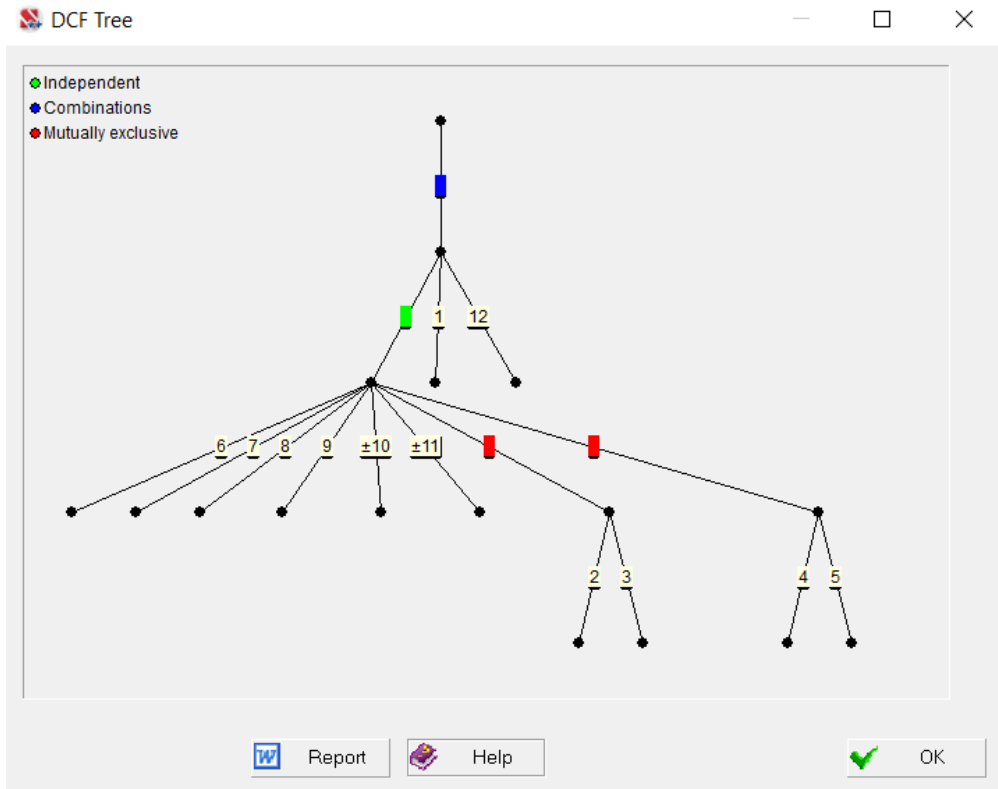 DCF Tree
Independent
Combinations
Mutually exclusive
1 12
6 7 8 9 ±10 ±11
2 3 4 5
Report Help OK